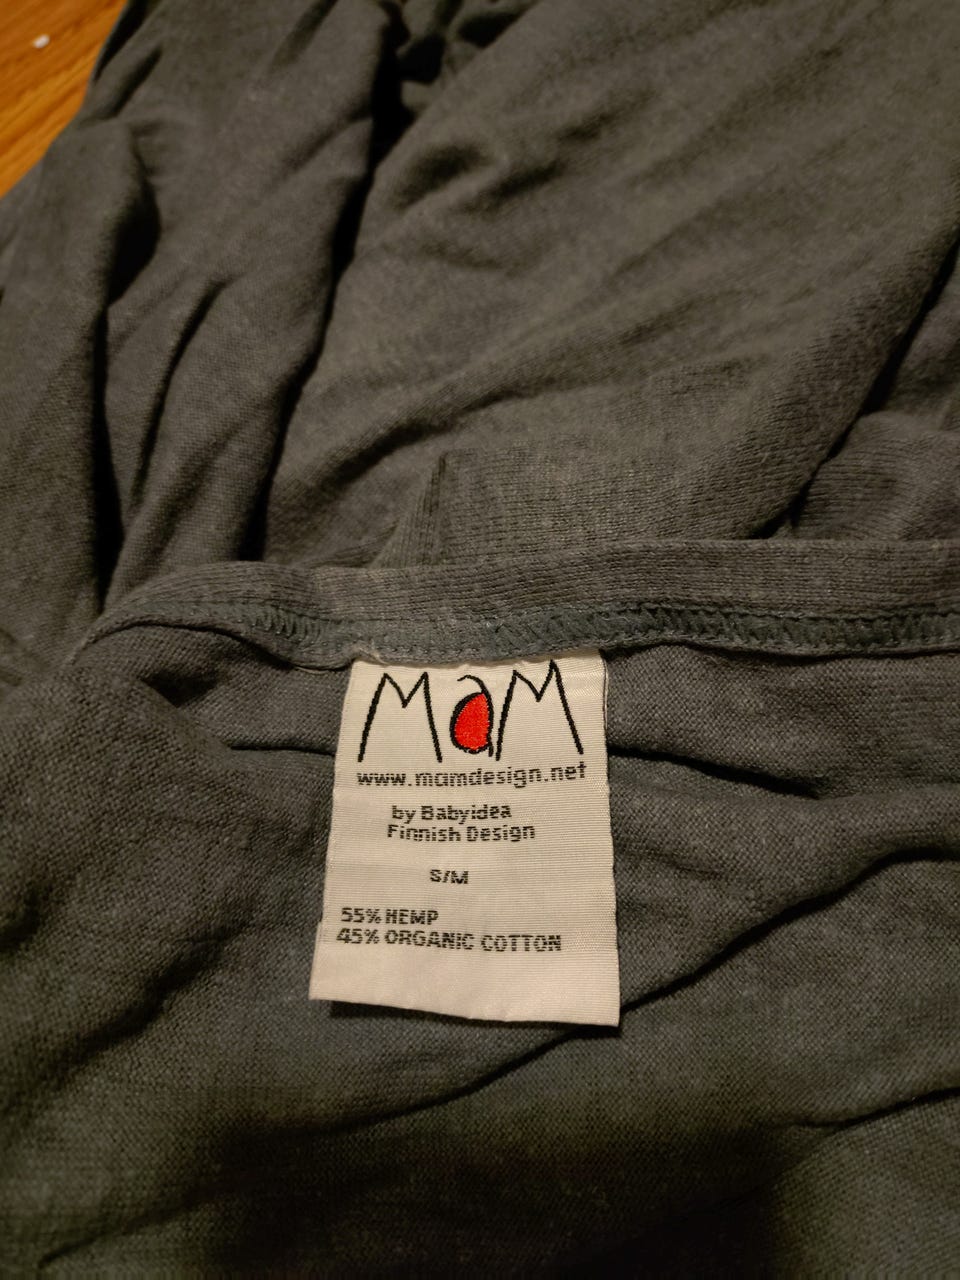 MaM
www.mamdesign.net
by Babyidea
Finnish Design
S/M
55% HEMP
45% ORGANIC COTTON